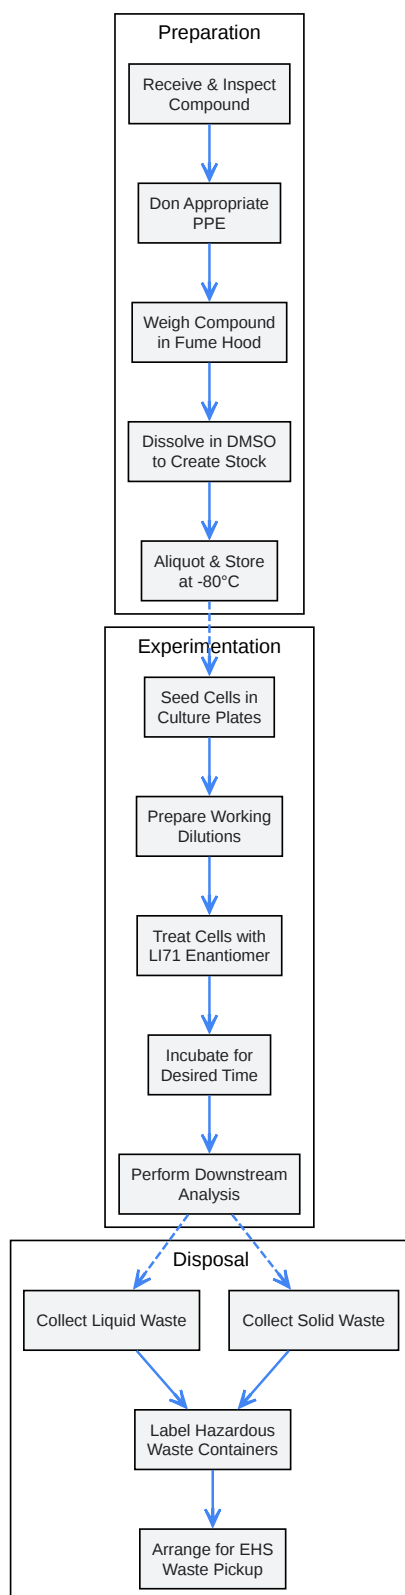 Preparation
Receive & Inspect
Compound
Don Appropriate
PPE
Weigh Compound
in Fume Hood
Dissolve in DMSO
to Create Stock
Aliquot & Store
at -80°C
Experimentation
Seed Cells in
Culture Plates
Prepare Working
Dilutions
Treat Cells with
LI71 Enantiomer
Incubate for
Desired Time
Perform Downstream
Analysis
Disposal
Collect Liquid Waste
Collect Solid Waste
Label Hazardous
Waste Containers
Arrange for EHS
Waste Pickup